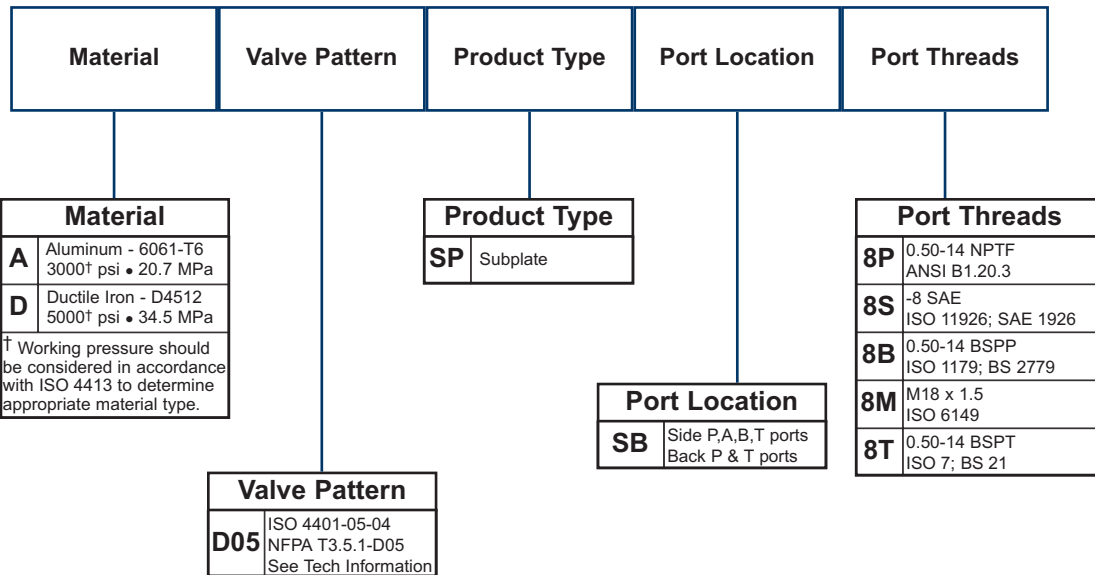 Material
Valve Pattern
Product Type
Port Location
Port Threads
Material
A
Aluminum - 6061-T6
3000† psi • 20.7 MPa
D
Ductile Iron - D4512
5000† psi • 34.5 MPa
† Working pressure should
be considered in accordance
with ISO 4413 to determine
appropriate material type.
Valve Pattern
D05
ISO 4401-05-04
NFPA T3.5.1-D05
See Tech Information
Product Type
SP
Subplate
Port Location
SB
Side P,A,B,T ports
Back P & T ports
Port Threads
8P
0.50-14 NPTF
ANSI B1.20.3
8S
-8 SAE
ISO 11926; SAE 1926
8B
0.50-14 BSPP
ISO 1179; BS 2779
8M
M18 x 1.5
ISO 6149
8T
0.50-14 BSPT
ISO 7; BS 21